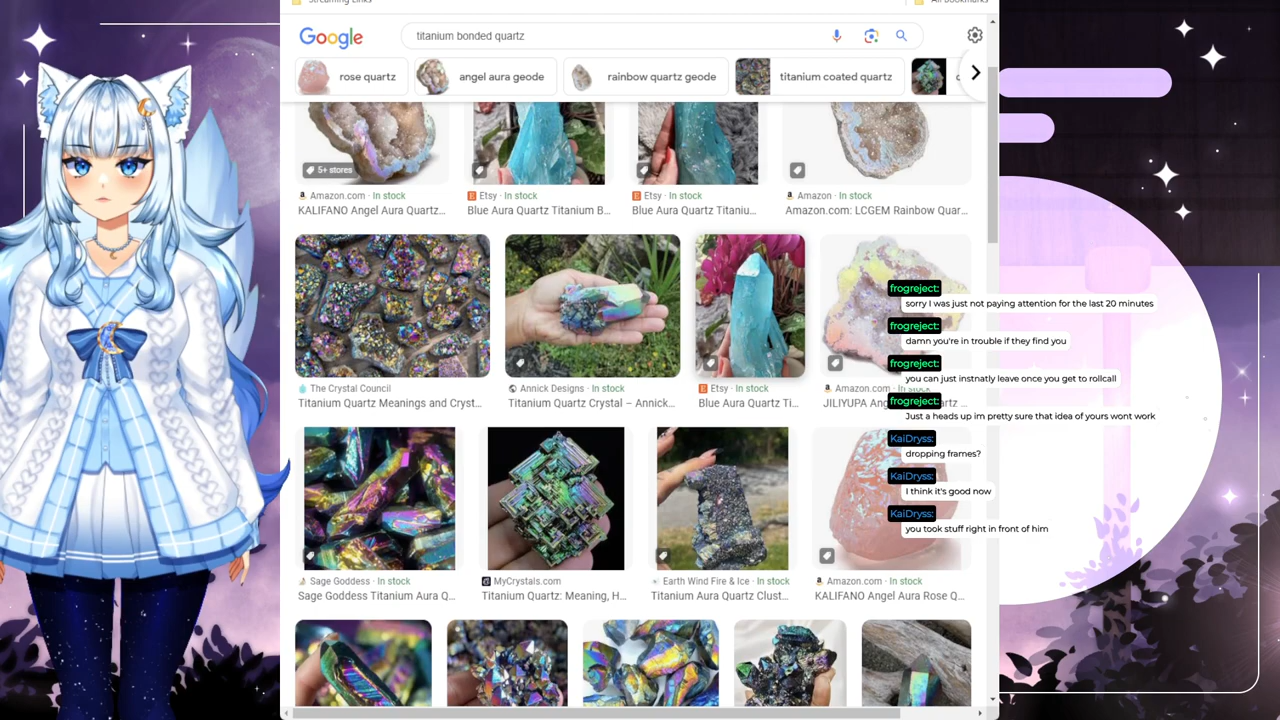 Streaming Links
All Bookmarks
Google
titanium bonded quartz
rose quartz
angel aura geode
rainbow quartz geode
titanium coated quartz
5+ stores
Amazon.com · In stock
KALIFANO Angel Aura Quartz...
Etsy · In stock
Blue Aura Quartz Titanium B...
Etsy · In stock
Blue Aura Quartz Titaniu...
Amazon · In stock
Amazon.com: LCGEM Rainbow Quar...
The Crystal Council
Titanium Quartz Meanings and Cryst...
Annick Designs · In stock
Titanium Quartz Crystal – Annick...
Etsy · In stock
Blue Aura Quartz Ti...
Amazon.com · In stock
JILIYUPA Ang
Sage Goddess · In stock
Sage Goddess Titanium Aura Q...
MyCrystals.com
Titanium Quartz: Meaning, H...
Earth Wind Fire & Ice · In stock
Titanium Aura Quartz Clust...
Amazon.com · In stock
KALIFANO Angel Aura Rose Q...
frogreject:
sorry I was just not paying attention for the last 20 minutes
frogreject:
damn you're in trouble if they find you
frogreject:
you can just instnatly leave once you get to rollcall
frogreject:
Just a heads up im pretty sure that idea of yours wont work
KaiDryss:
dropping frames?
KaiDryss:
I think it's good now
KaiDryss:
you took stuff right in front of him